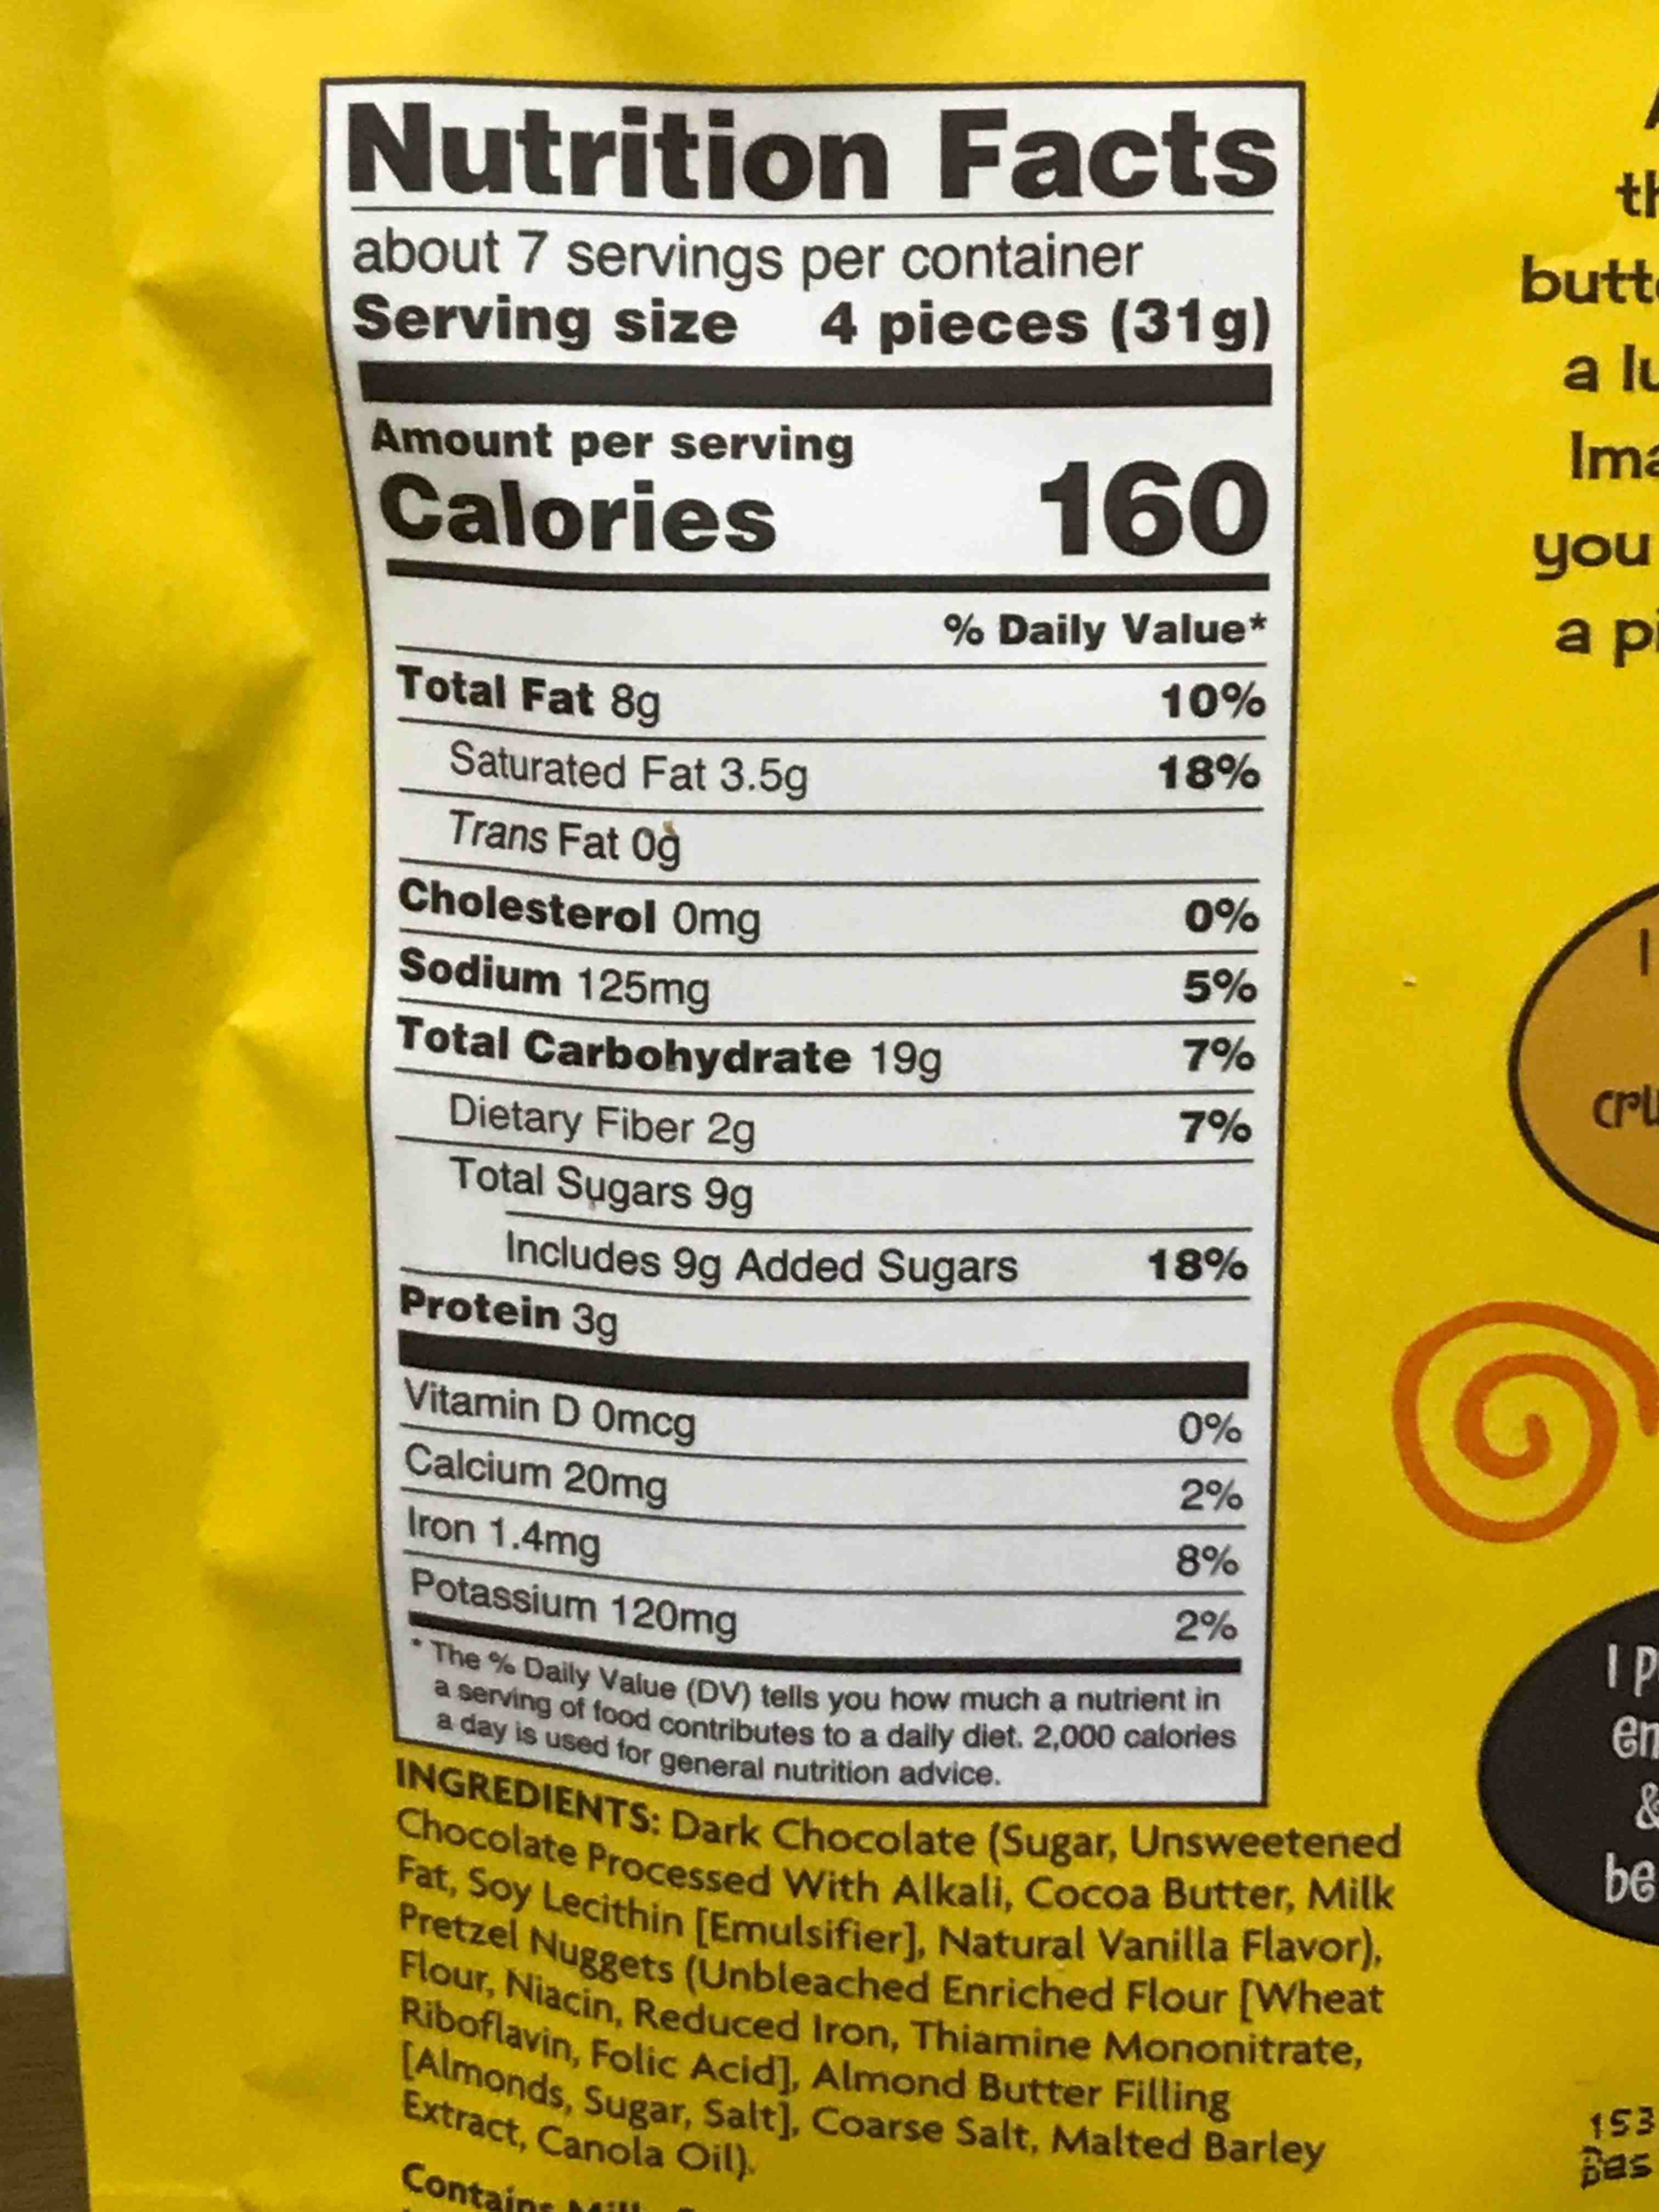 Nutrition Facts
about 7 servings per container
Serving size 4 pieces (31g)
Amount per serving
Calories 160
% Daily Value*
Total Fat 8g 10%
Saturated Fat 3.5g 18%
Trans Fat 0g
Cholesterol 0mg 0%
Sodium 125mg 5%
Total Carbohydrate 19g 7%
Dietary Fiber 2g 7%
Total Sugars 9g
Includes 9g Added Sugars 18%
Protein 3g
Vitamin D 0mcg 0%
Calcium 20mg 2%
Iron 1.4mg 8%
Potassium 120mg 2%
* The % Daily Value (DV) tells you how much a nutrient in
a serving of food contributes to a daily diet. 2,000 calories
a day is used for general nutrition advice.
INGREDIENTS: Dark Chocolate (Sugar, Unsweetened
Chocolate Processed With Alkali, Cocoa Butter, Milk
Fat, Soy Lecithin [Emulsifier], Natural Vanilla Flavor),
Pretzel Nuggets (Unbleached Enriched Flour [Wheat
Flour, Niacin, Reduced Iron, Thiamine Mononitrate,
Riboflavin, Folic Acid], Almond Butter Filling
[Almonds, Sugar, Salt], Coarse Salt, Malted Barley
Extract, Canola Oil).
Contains
you
a
I
&
be
153